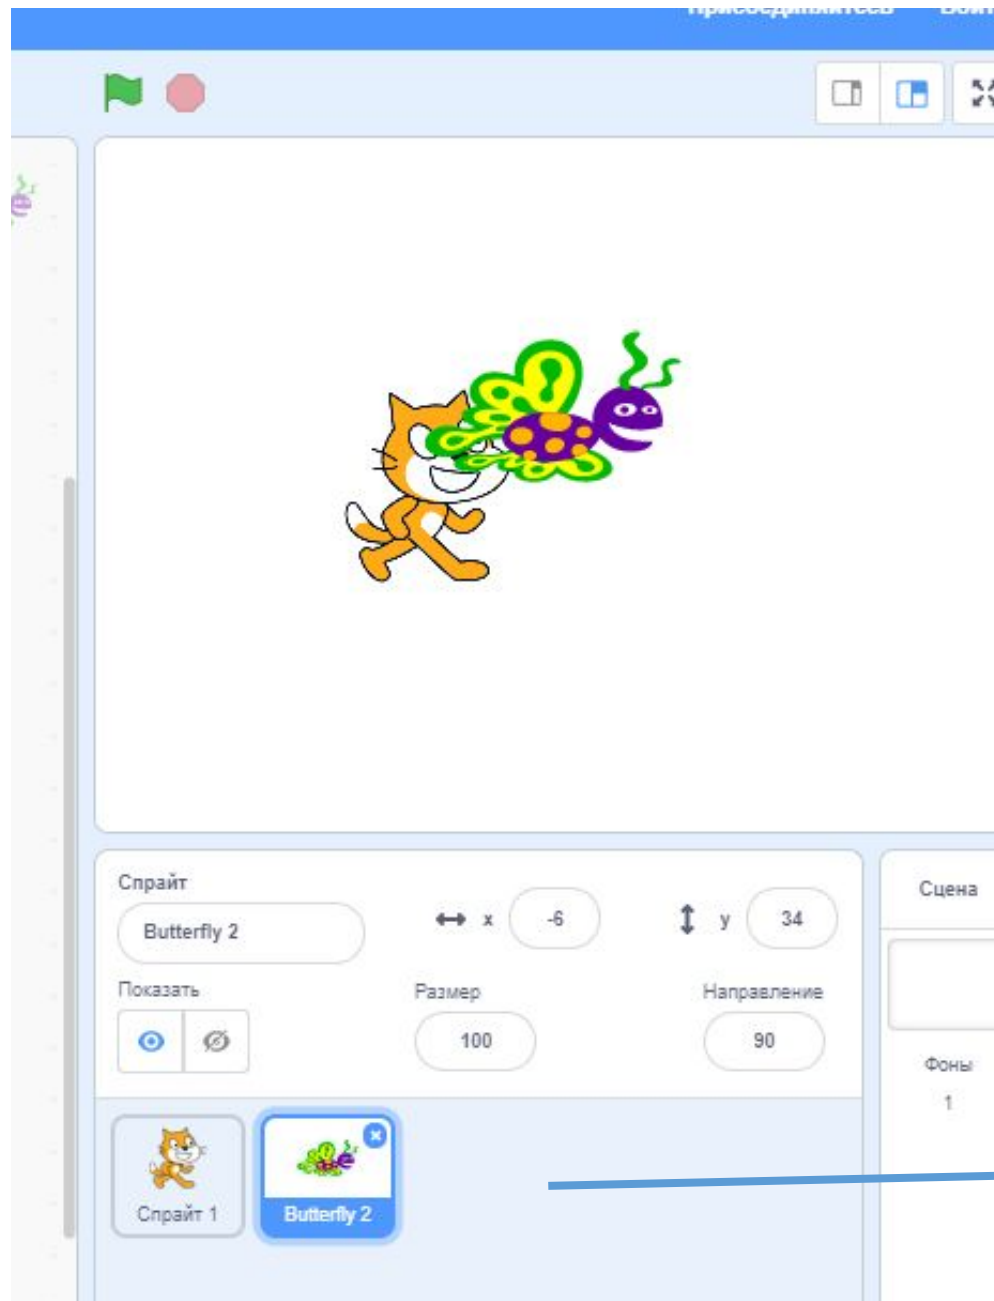 Спрайт
Butterfly 2
x -6
y 34
Показать
Размер
Направление
100
90
Спрайт 1
Butterfly 2
Сцена
Фоны
1